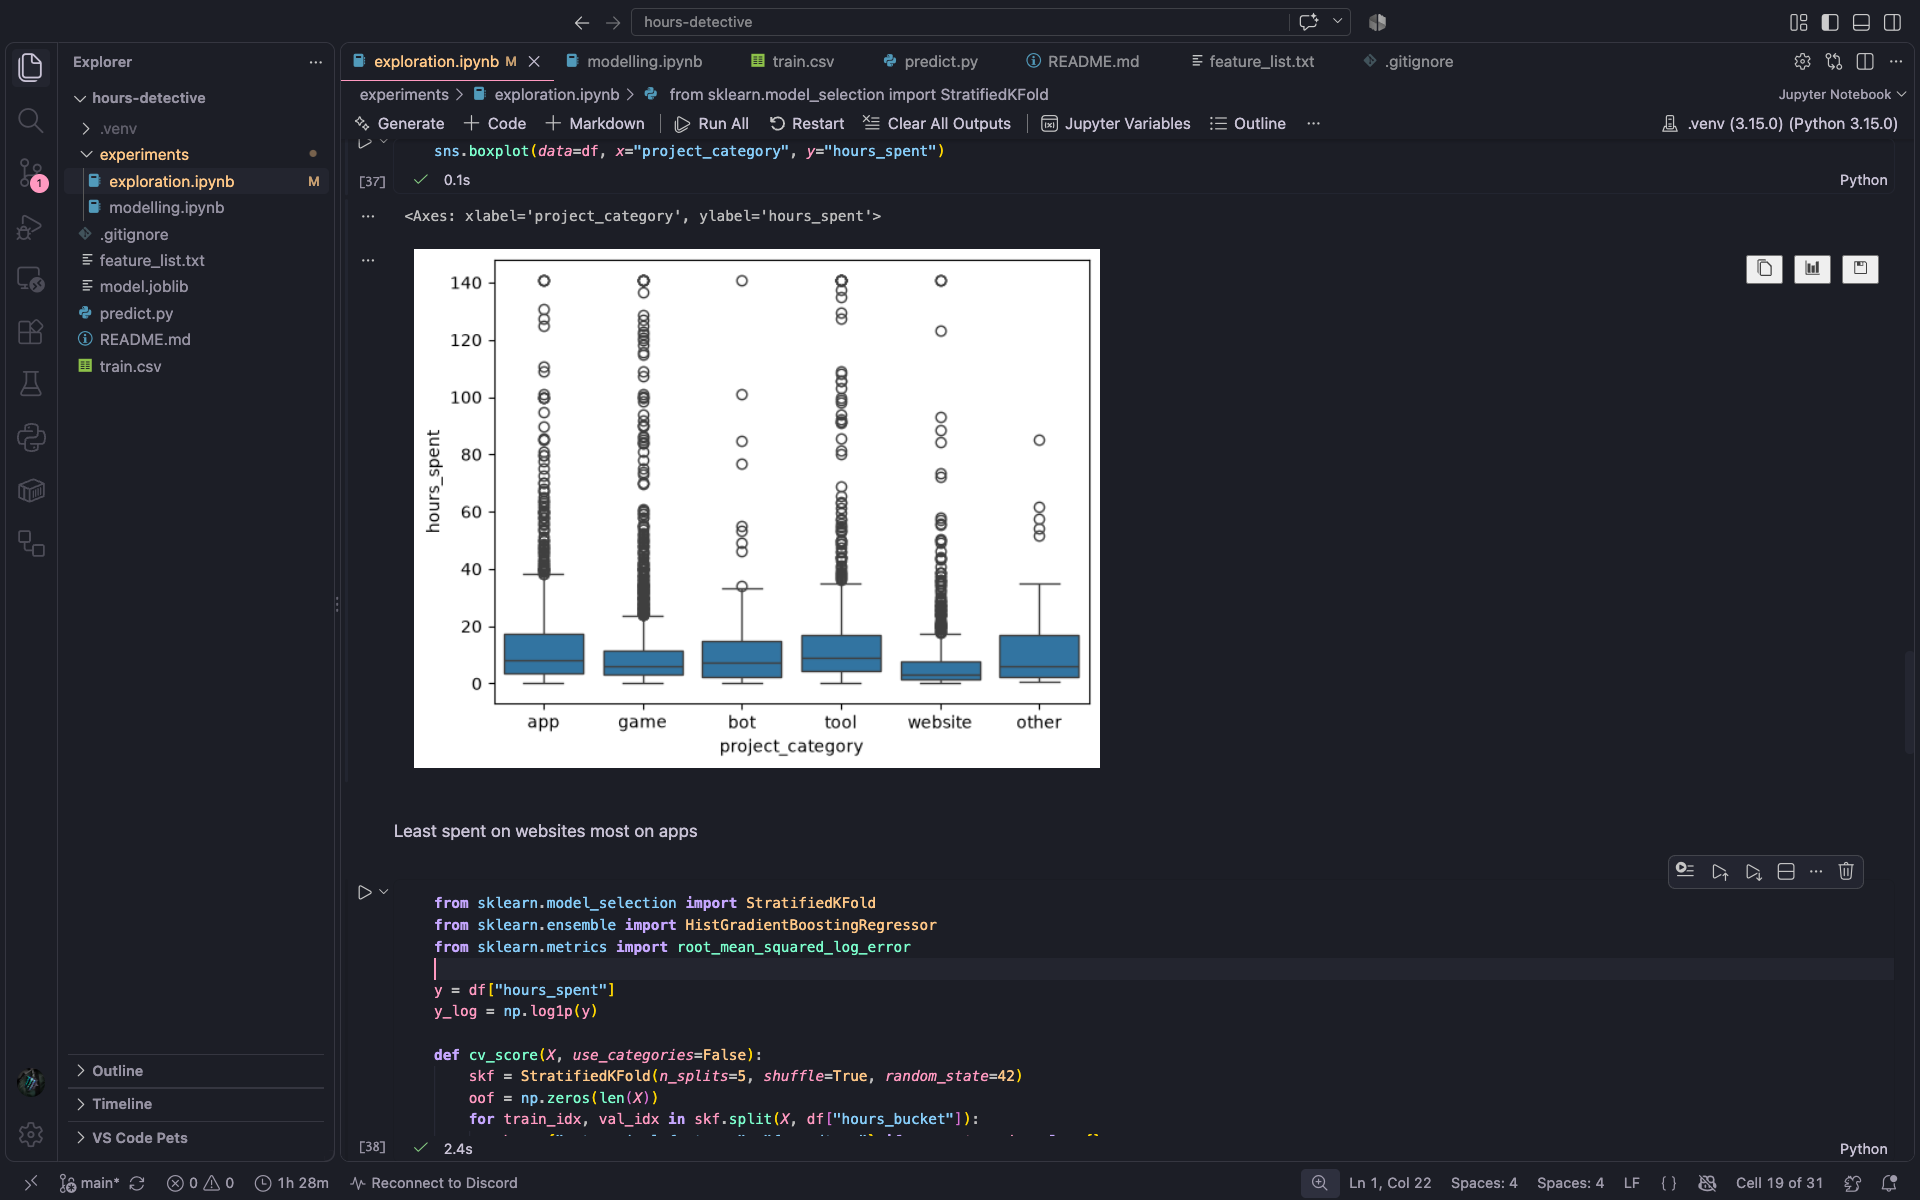 hours-detective
Explorer
hours-detective
.venv
experiments
exploration.ipynb M
modelling.ipynb
.gitignore
feature_list.txt
model.joblib
predict.py
README.md
train.csv
1
Outline
Timeline
VS Code Pets
exploration.ipynb M
modelling.ipynb
train.csv
predict.py
README.md
feature_list.txt
.gitignore
experiments > exploration.ipynb > from sklearn.model_selection import StratifiedKFold
Jupyter Notebook
Generate + Code + Markdown | Run All Restart Clear All Outputs | Jupyter Variables Outline ...
.venv (3.15.0) (Python 3.15.0)
sns.boxplot(data=df, x="project_category", y="hours_spent")
[37] 0.1s Python
<Axes: xlabel='project_category', ylabel='hours_spent'>
140
120
100
80
60
40
20
0
hours_spent
app game bot tool website other
project_category
Least spent on websites most on apps
from sklearn.model_selection import StratifiedKFold
from sklearn.ensemble import HistGradientBoostingRegressor
from sklearn.metrics import root_mean_squared_log_error
y = df["hours_spent"]
y_log = np.log1p(y)
def cv_score(X, use_categories=False):
skf = StratifiedKFold(n_splits=5, shuffle=True, random_state=42)
oof = np.zeros(len(X))
for train_idx, val_idx in skf.split(X, df["hours_bucket"]):
[38] 2.4s Python
main* 0 0 1h 28m Reconnect to Discord
Ln 1, Col 22 Spaces: 4 Spaces: 4 LF { } Cell 19 of 31